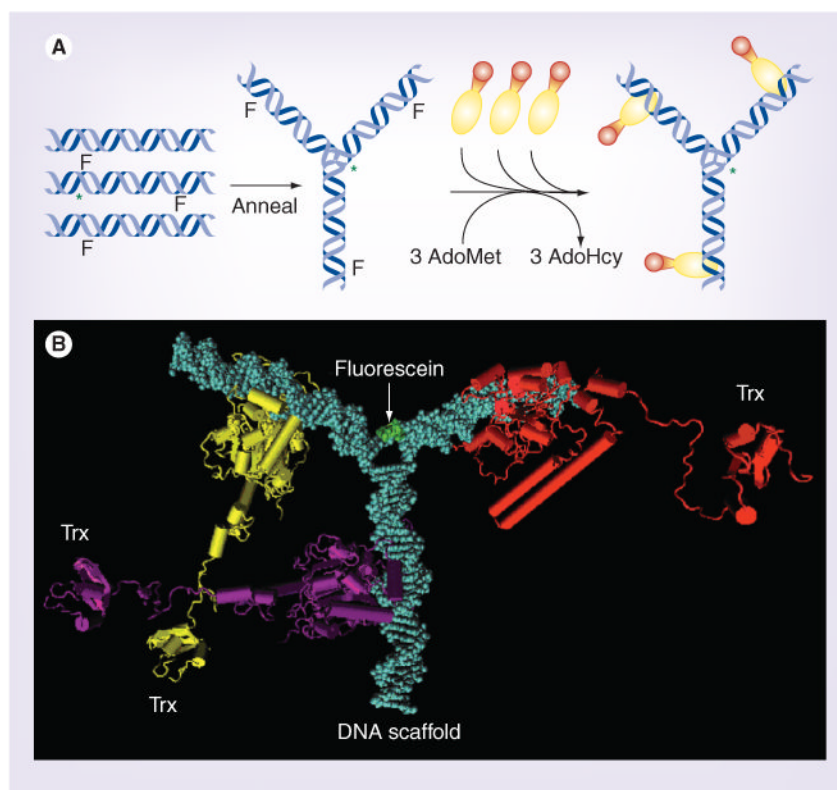 A
F
F
*
F
F
Anneal
F
F
*
F
3 AdoMet
3 AdoHcy
*
B
Fluorescein
Trx
Trx
Trx
DNA scaffold